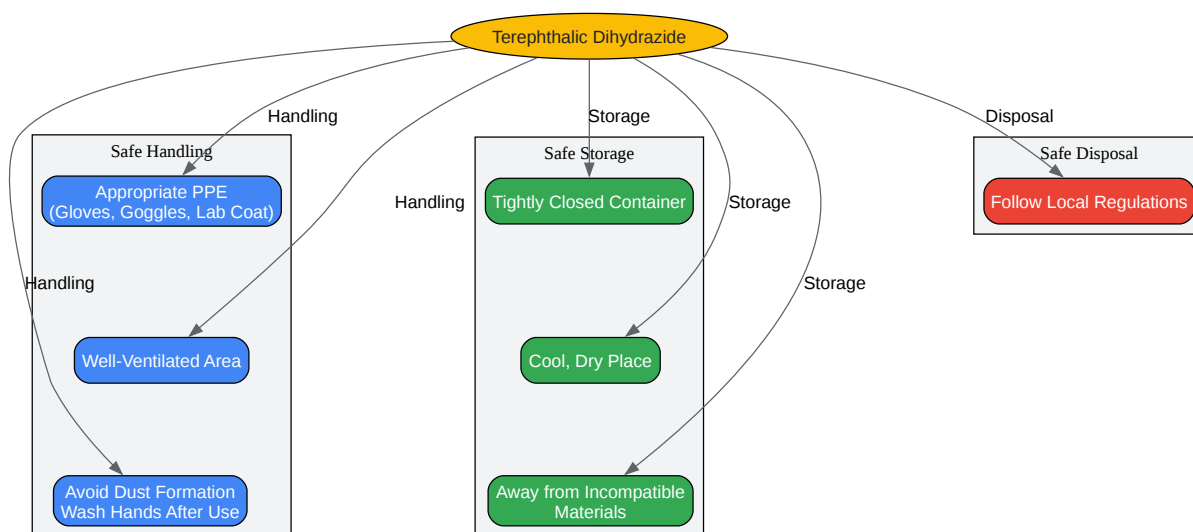 Terephthalic Dihydrazide
Handling
Storage
Disposal
Safe Handling
Safe Storage
Safe Disposal
Appropriate PPE
(Gloves, Goggles, Lab Coat)
Handling
Tightly Closed Container
Storage
Follow Local Regulations
Handling
Storage
Well-Ventilated Area
Cool, Dry Place
Avoid Dust Formation
Wash Hands After Use
Away from Incompatible
Materials